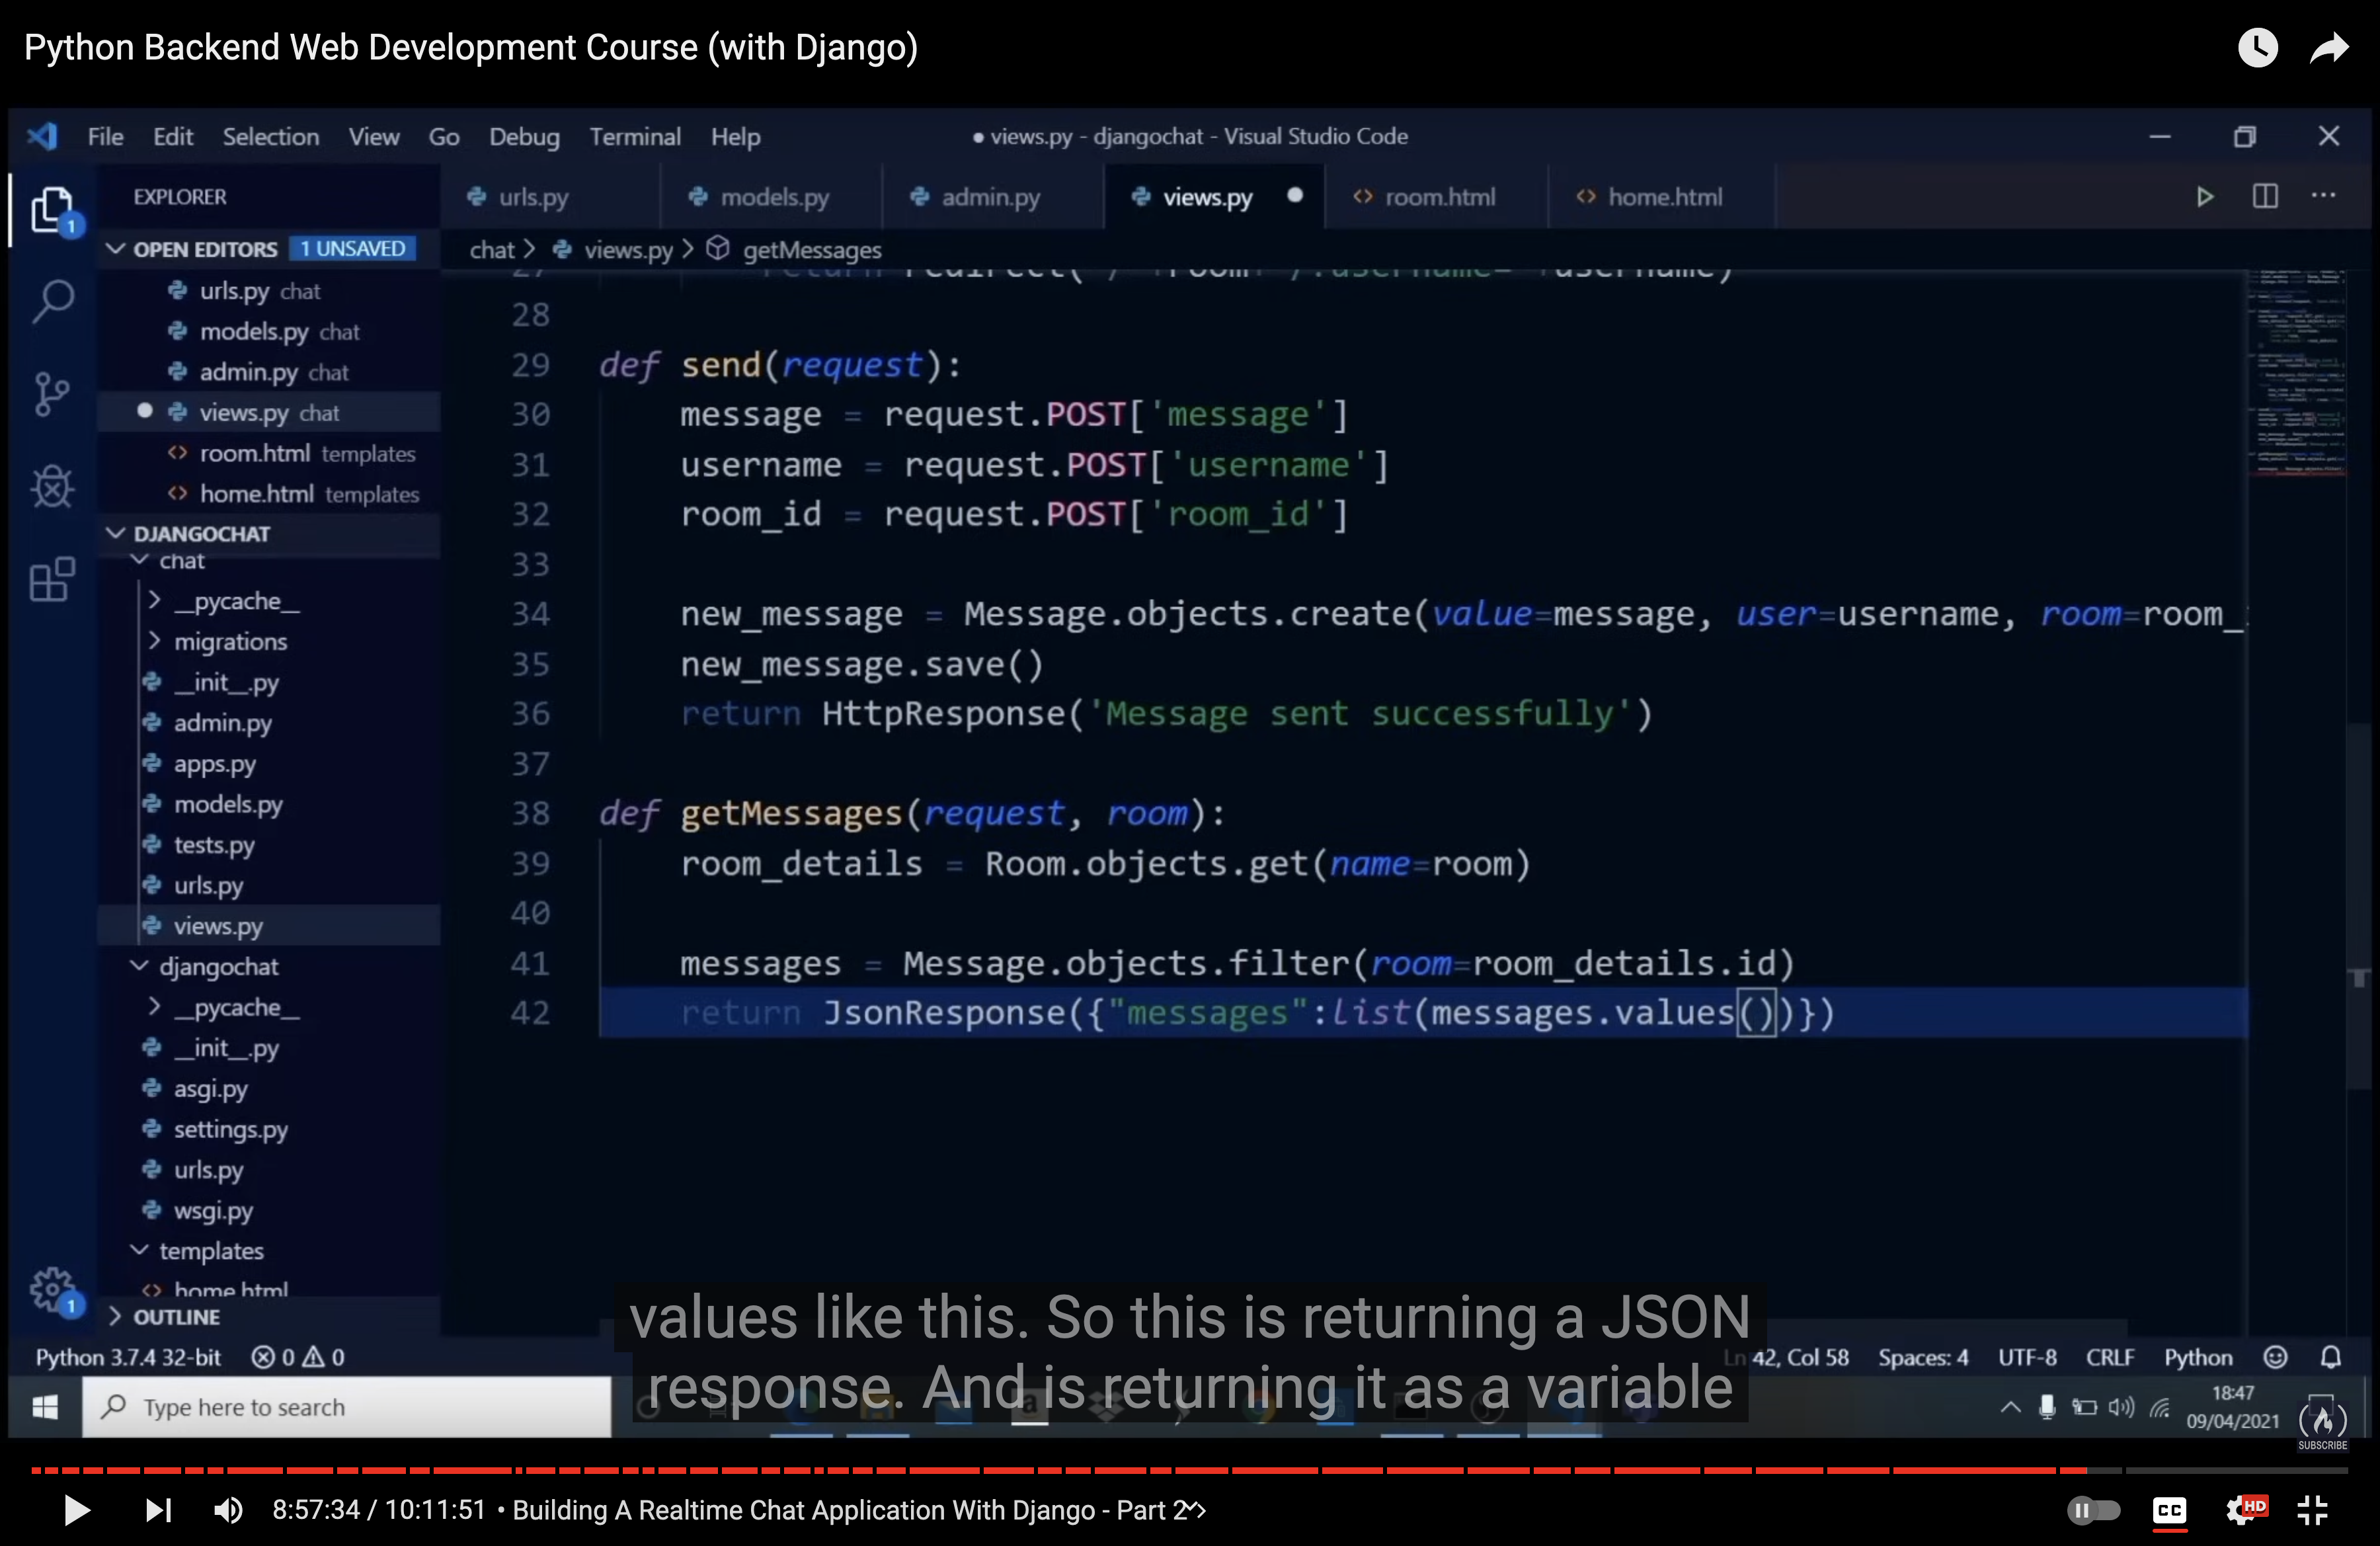 Python Backend Web Development Course (with Django)
File Edit Selection View Go Debug Terminal Help
● views.py - djangochat - Visual Studio Code
EXPLORER
urls.py
models.py
admin.py
views.py
room.html
home.html
OPEN EDITORS 1 UNSAVED
chat > views.py > getMessages
urls.py chat
models.py chat
admin.py chat
views.py chat
room.html templates
home.html templates
DJANGOCHAT
chat
__pycache__
migrations
__init__.py
admin.py
apps.py
models.py
tests.py
urls.py
views.py
djangochat
__pycache__
__init__.py
asgi.py
settings.py
urls.py
wsgi.py
templates
home.html
OUTLINE
28
29 def send(request):
30 message = request.POST['message']
31 username = request.POST['username']
32 room_id = request.POST['room_id']
33
34 new_message = Message.objects.create(value=message, user=username, room=room_
35 new_message.save()
36 return HttpResponse('Message sent successfully')
37
38 def getMessages(request, room):
39 room_details = Room.objects.get(name=room)
40
41 messages = Message.objects.filter(room=room_details.id)
42 return JsonResponse({"messages":list(messages.values())})
values like this. So this is returning a JSON
response. And is returning it as a variable
Python 3.7.4 32-bit 0 0
Ln 42, Col 58 Spaces: 4 UTF-8 CRLF Python
1
1
Type here to search
18:47
09/04/2021
SUBSCRIBE
8:57:34 / 10:11:51 • Building A Realtime Chat Application With Django - Part 2
CC
HD